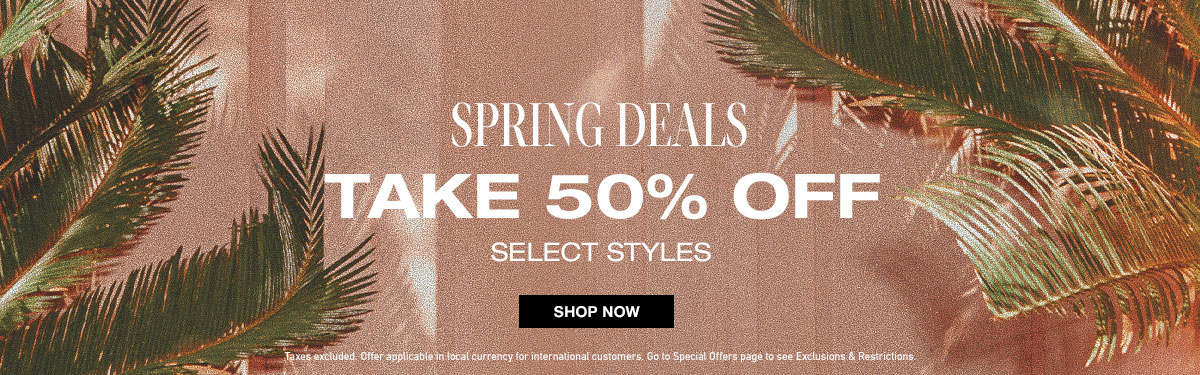 SPRING DEALS
TAKE 50% OFF
SELECT STYLES
SHOP NOW
Taxes excluded. Offer applicable in local currency for international customers. Go to Special Offers page to see Exclusions & Restrictions.